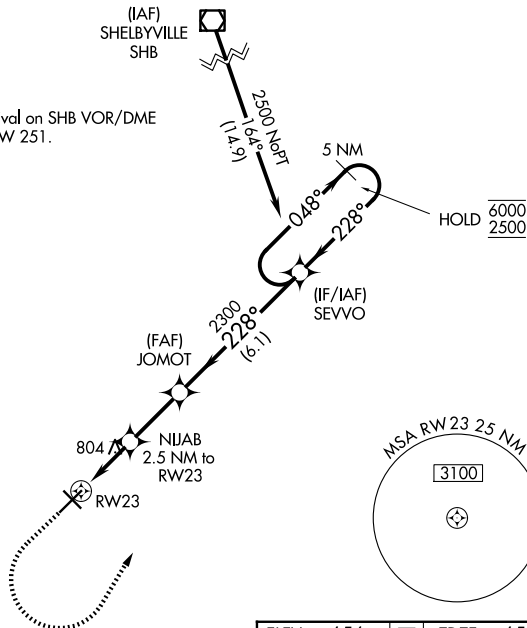 (IAF)
SHELBYVILLE
SHB
val on SHB VOR/DME
W 251.
2500 NoPT
164°
(14.9)
5 NM
048°
228°
HOLD
6000
2500
(IF/IAF)
SEVVO
2300
228°
(6.1)
(FAF)
JOMOT
804
NIJAB
2.5 NM to
RW23
RW23
MSA RW23 25 NM
3100